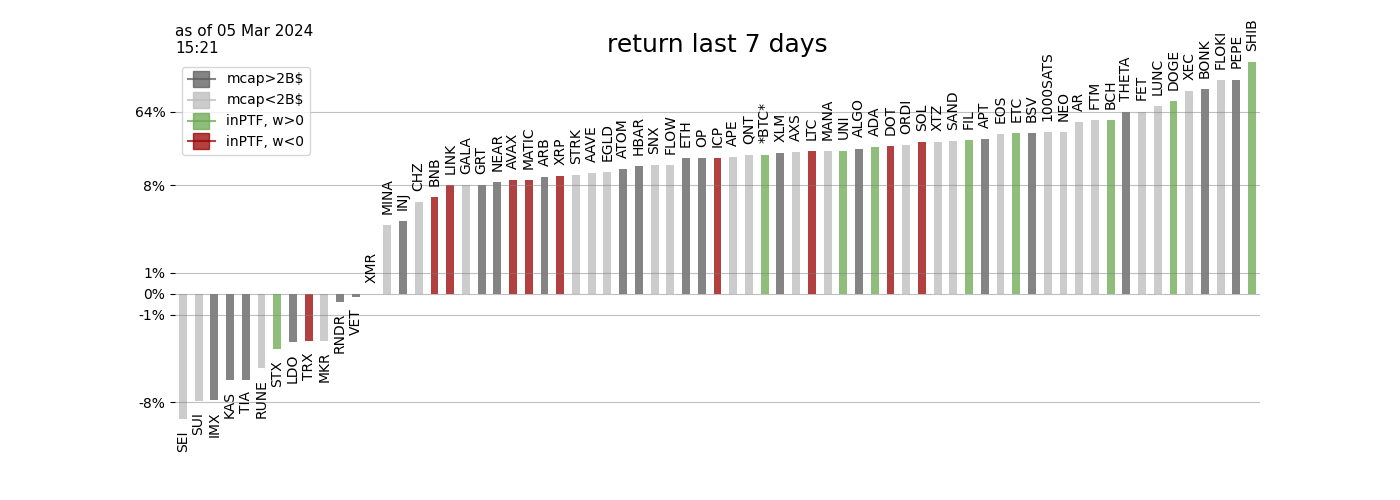 as of 05 Mar 2024
15:21
return last 7 days
mcap>2B$
mcap<2B$
inPTF, w>0
inPTF, w<0
64%
8%
1%
0%
-1%
-8%
SEI
SUI
IMX
KAS
TIA
RUNE
STX
LDO
TRX
MKR
RNDR
VET
XMR
MINA
INJ
CHZ
BNB
LINK
GALA
GRT
NEAR
AVAX
MATIC
ARB
XRP
STRK
AAVE
EGLD
ATOM
HBAR
SNX
FLOW
ETH
OP
ICP
APE
QNT
*BTC*
XLM
AXS
LTC
MANA
UNI
ALGO
ADA
DOT
ORDI
SOL
XTZ
SAND
FIL
APT
EOS
ETC
BSV
1000SATS
NEO
AR
FTM
BCH
THETA
FET
LUNC
DOGE
XEC
BONK
FLOKI
PEPE
SHIB